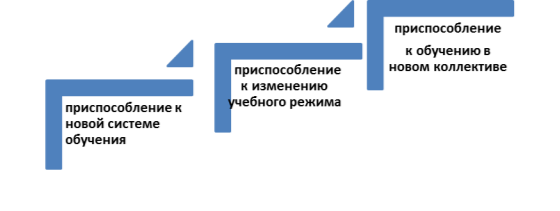 приспособление к
новой системе
обучения
приспособление
к изменению
учебного режима
приспособление
к обучению в
новом коллективе